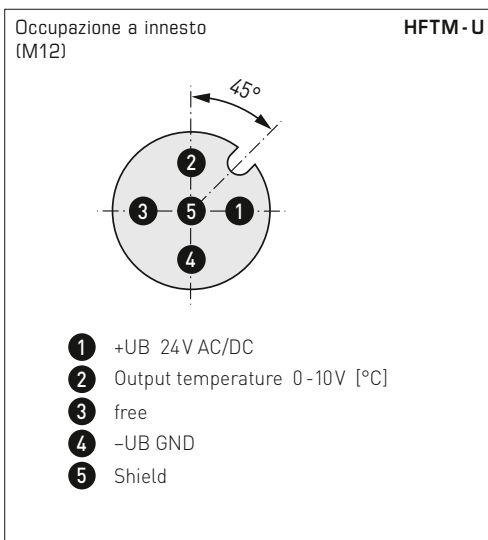 Occupazione a innesto HFTM-U
(M12)
45°
2
3 5 1
4
1 +UB 24V AC/DC
2 Output temperature 0-10V [°C]
3 free
4 –UB GND
5 Shield